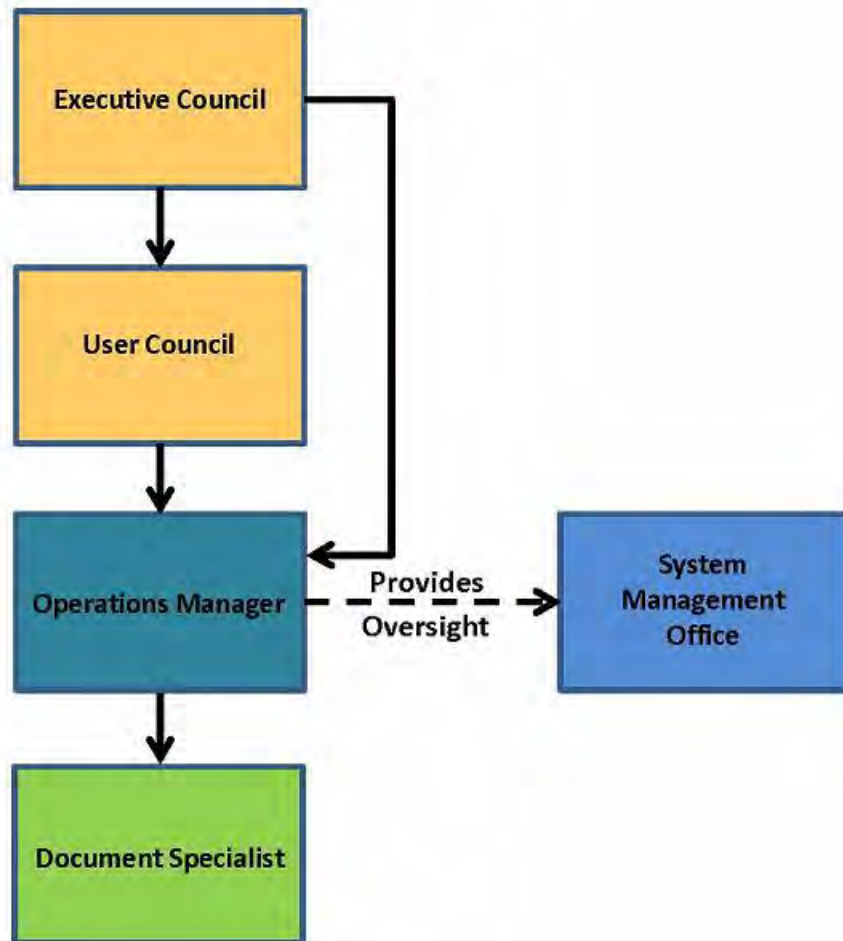 Executive Council
User Council
Operations Manager
Provides
Oversight
System
Management
Office
Document Specialist